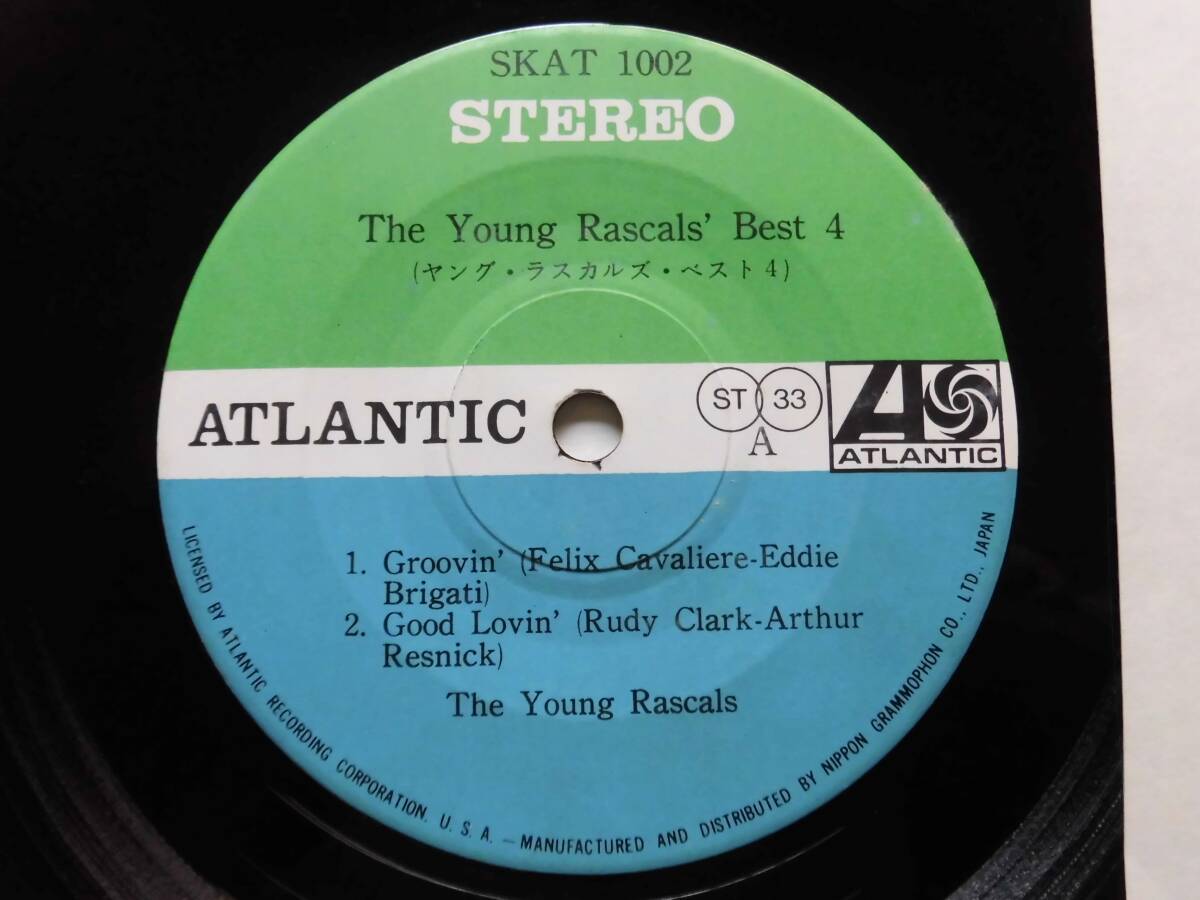 SKAT 1002
STEREO
The Young Rascals' Best 4
(ヤング・ラスカルズ・ベスト4)
ATLANTIC
ST 33
A
ATLANTIC
1. Groovin' (Felix Cavaliere-Eddie
Brigati)
2. Good Lovin' (Rudy Clark-Arthur
Resnick)
The Young Rascals
LICENSED BY ATLANTIC RECORDING CORPORATION. U. S. A. — MANUFACTURED AND DISTRIBUTED BY NIPPON GRAMMOPHON CO., LTD., JAPAN